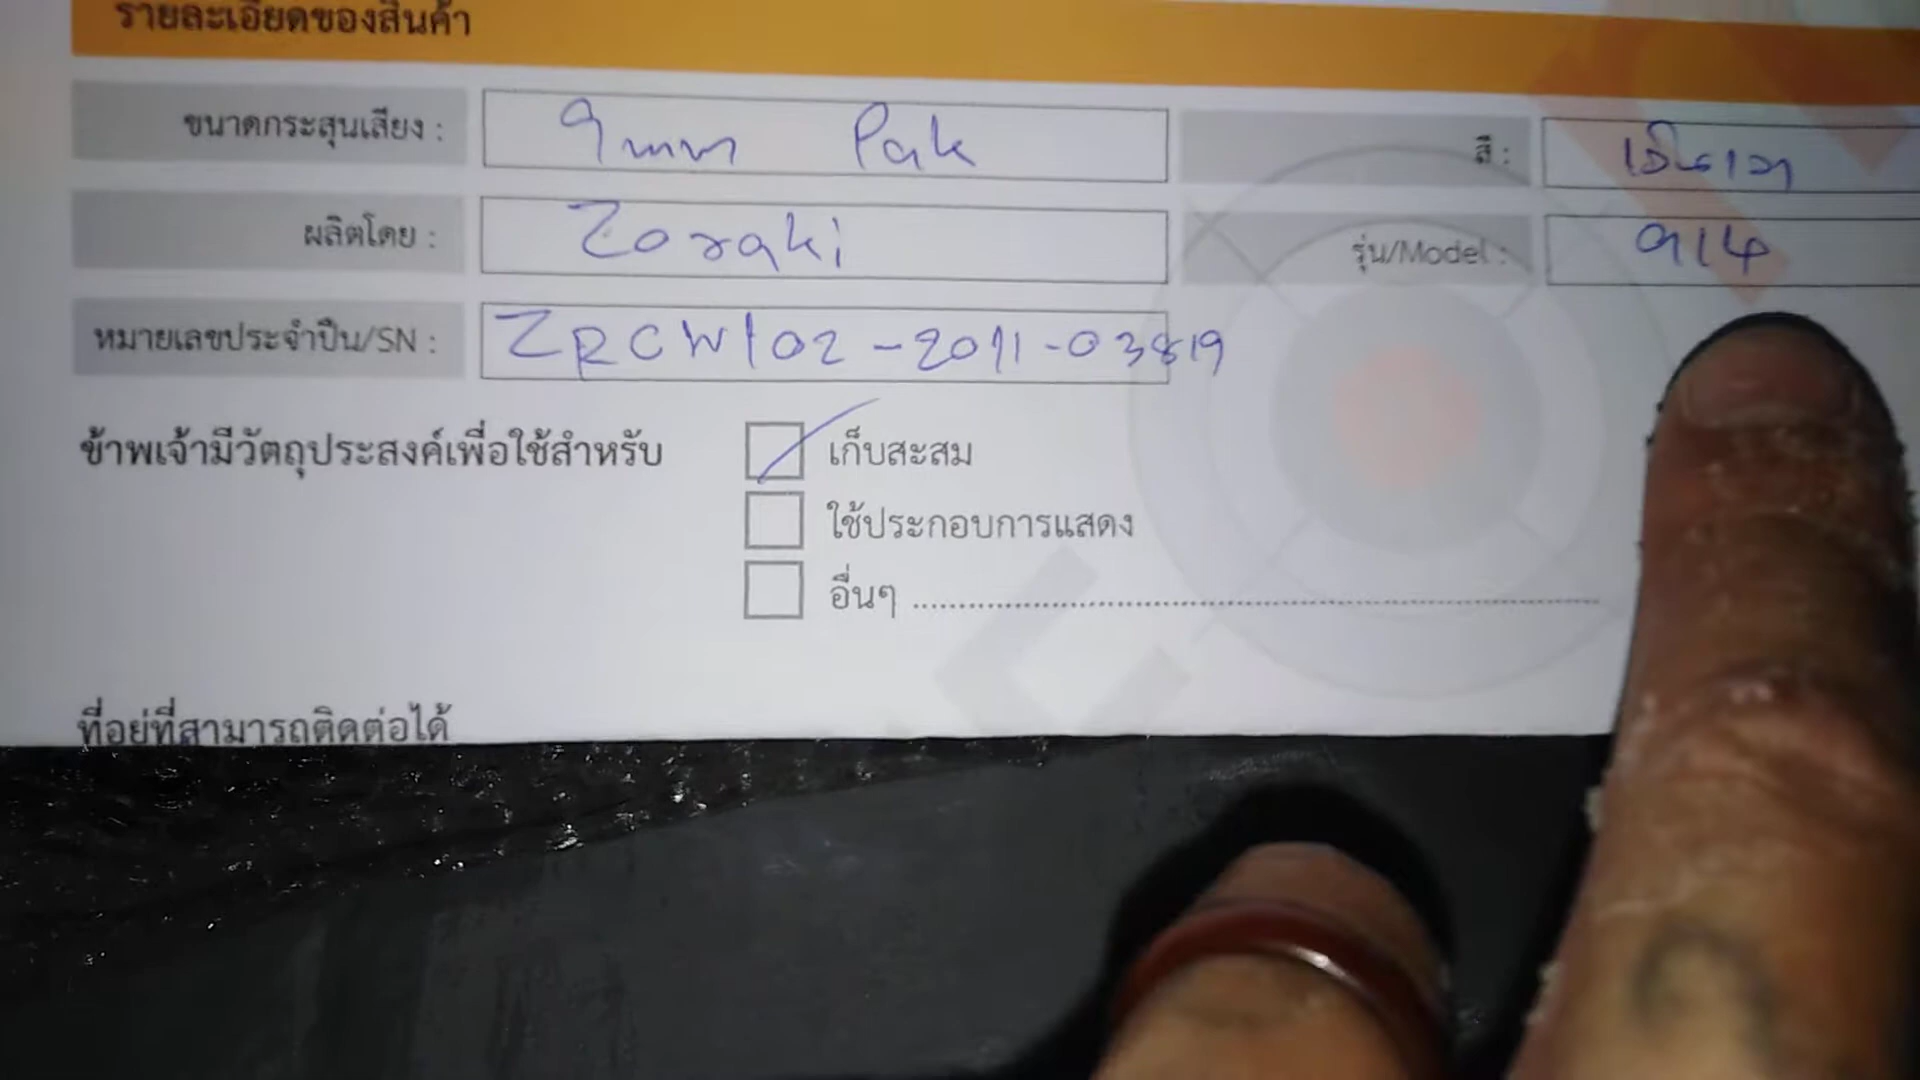 รายละเอียดของสินค้า
ขนาดกระสุนเสียง : 9mm Pak สี :
ผลิตโดย : Zoraki รุ่น/Model : 914
หมายเลขประจำปืน/SN : ZRCW102-2011-03819
ข้าพเจ้ามีวัตถุประสงค์เพื่อใช้สำหรับ เก็บสะสม
ใช้ประกอบการแสดง
อื่นๆ
ที่อยู่ที่สามารถติดต่อได้